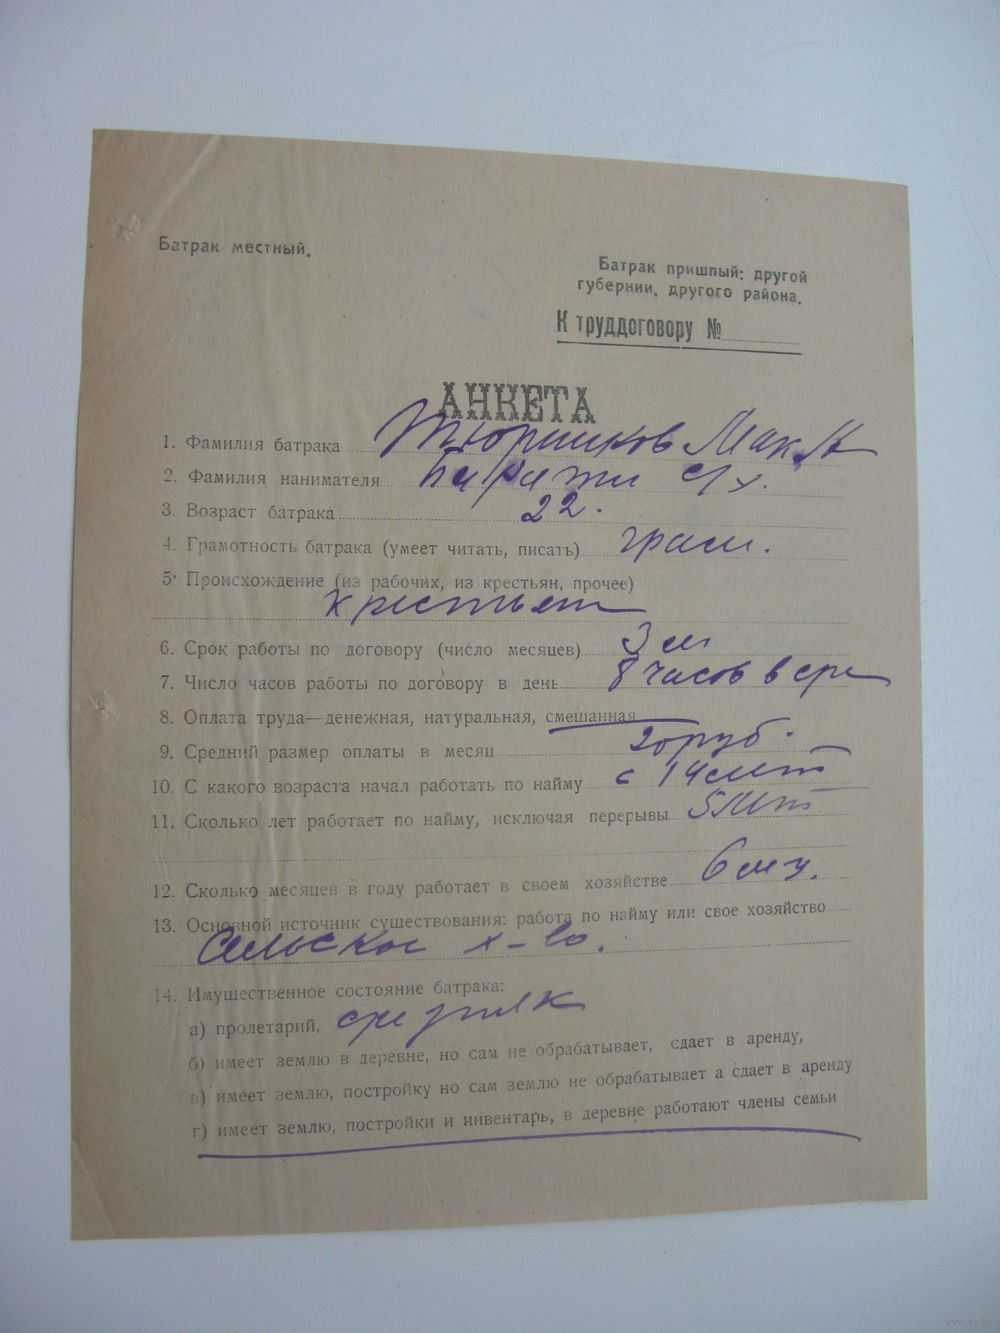 Батрак местный.
Батрак пришлый: другой
губернии, другого района.
К труддоговору №
АНКЕТА
1. Фамилия батрака
2. Фамилия нанимателя с/х.
3. Возраст батрака 22.
4. Грамотность батрака (умеет читать, писать) грам.
5. Происхождение (из рабочих, из крестьян, прочее)
крестьян
6. Срок работы по договору (число месяцев) 3 м
7. Число часов работы по договору в день 8 часов в
8. Оплата труда—денежная, натуральная, смешанная
9. Средний размер оплаты в месяц 20 руб.
10. С какого возраста начал работать по найму с 14 лет
11. Сколько лет работает по найму, исключая перерывы 5 лет
12. Сколько месяцев в году работает в своем хозяйстве 6
13. Основной источник существования: работа по найму или свое хозяйство
Сельское х-во.
14. Имущественное состояние батрака:
а) пролетарий, середняк
б) имеет землю в деревне, но сам не обрабатывает, сдает в аренду,
в) имеет землю, постройку но сам землю не обрабатывает а сдает в аренду
г) имеет землю, постройки и инвентарь, в деревне работают члены семьи
www.ay.by